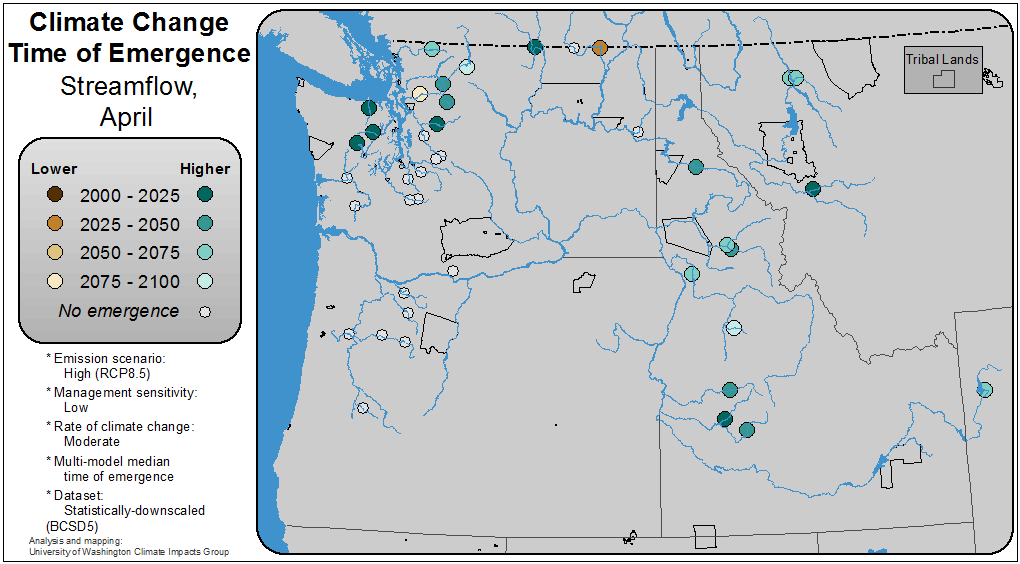 Climate Change
Time of Emergence
Streamflow,
April
Lower Higher
2000 - 2025
2025 - 2050
2050 - 2075
2075 - 2100
No emergence
* Emission scenario:
High (RCP8.5)
* Management sensitivity:
Low
* Rate of climate change:
Moderate
* Multi-model median
time of emergence
* Dataset:
Statistically-downscaled
(BCSD5)
Analysis and mapping:
University of Washington Climate Impacts Group
Tribal Lands